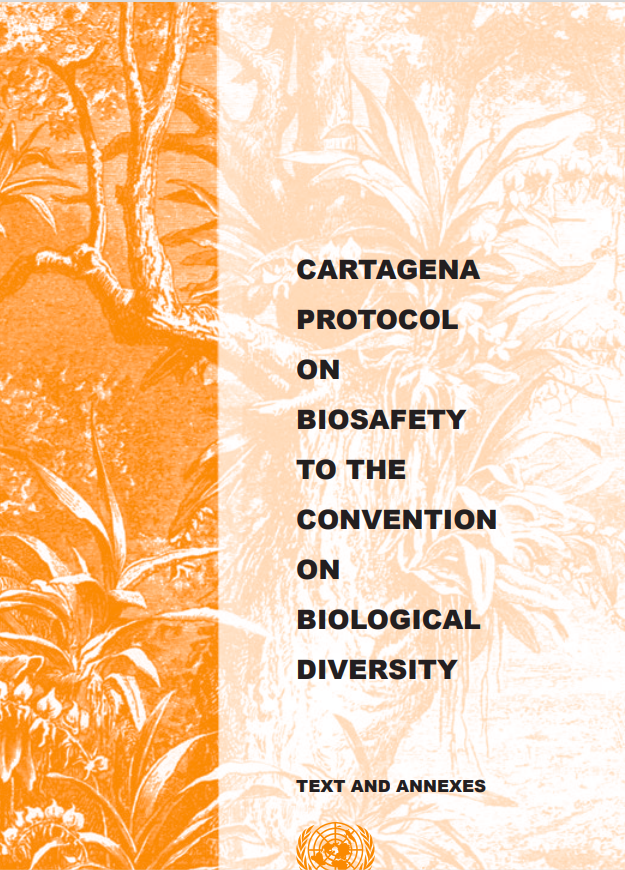 CARTAGENA
PROTOCOL
ON
BIOSAFETY
TO THE
CONVENTION
ON
BIOLOGICAL
DIVERSITY
TEXT AND ANNEXES